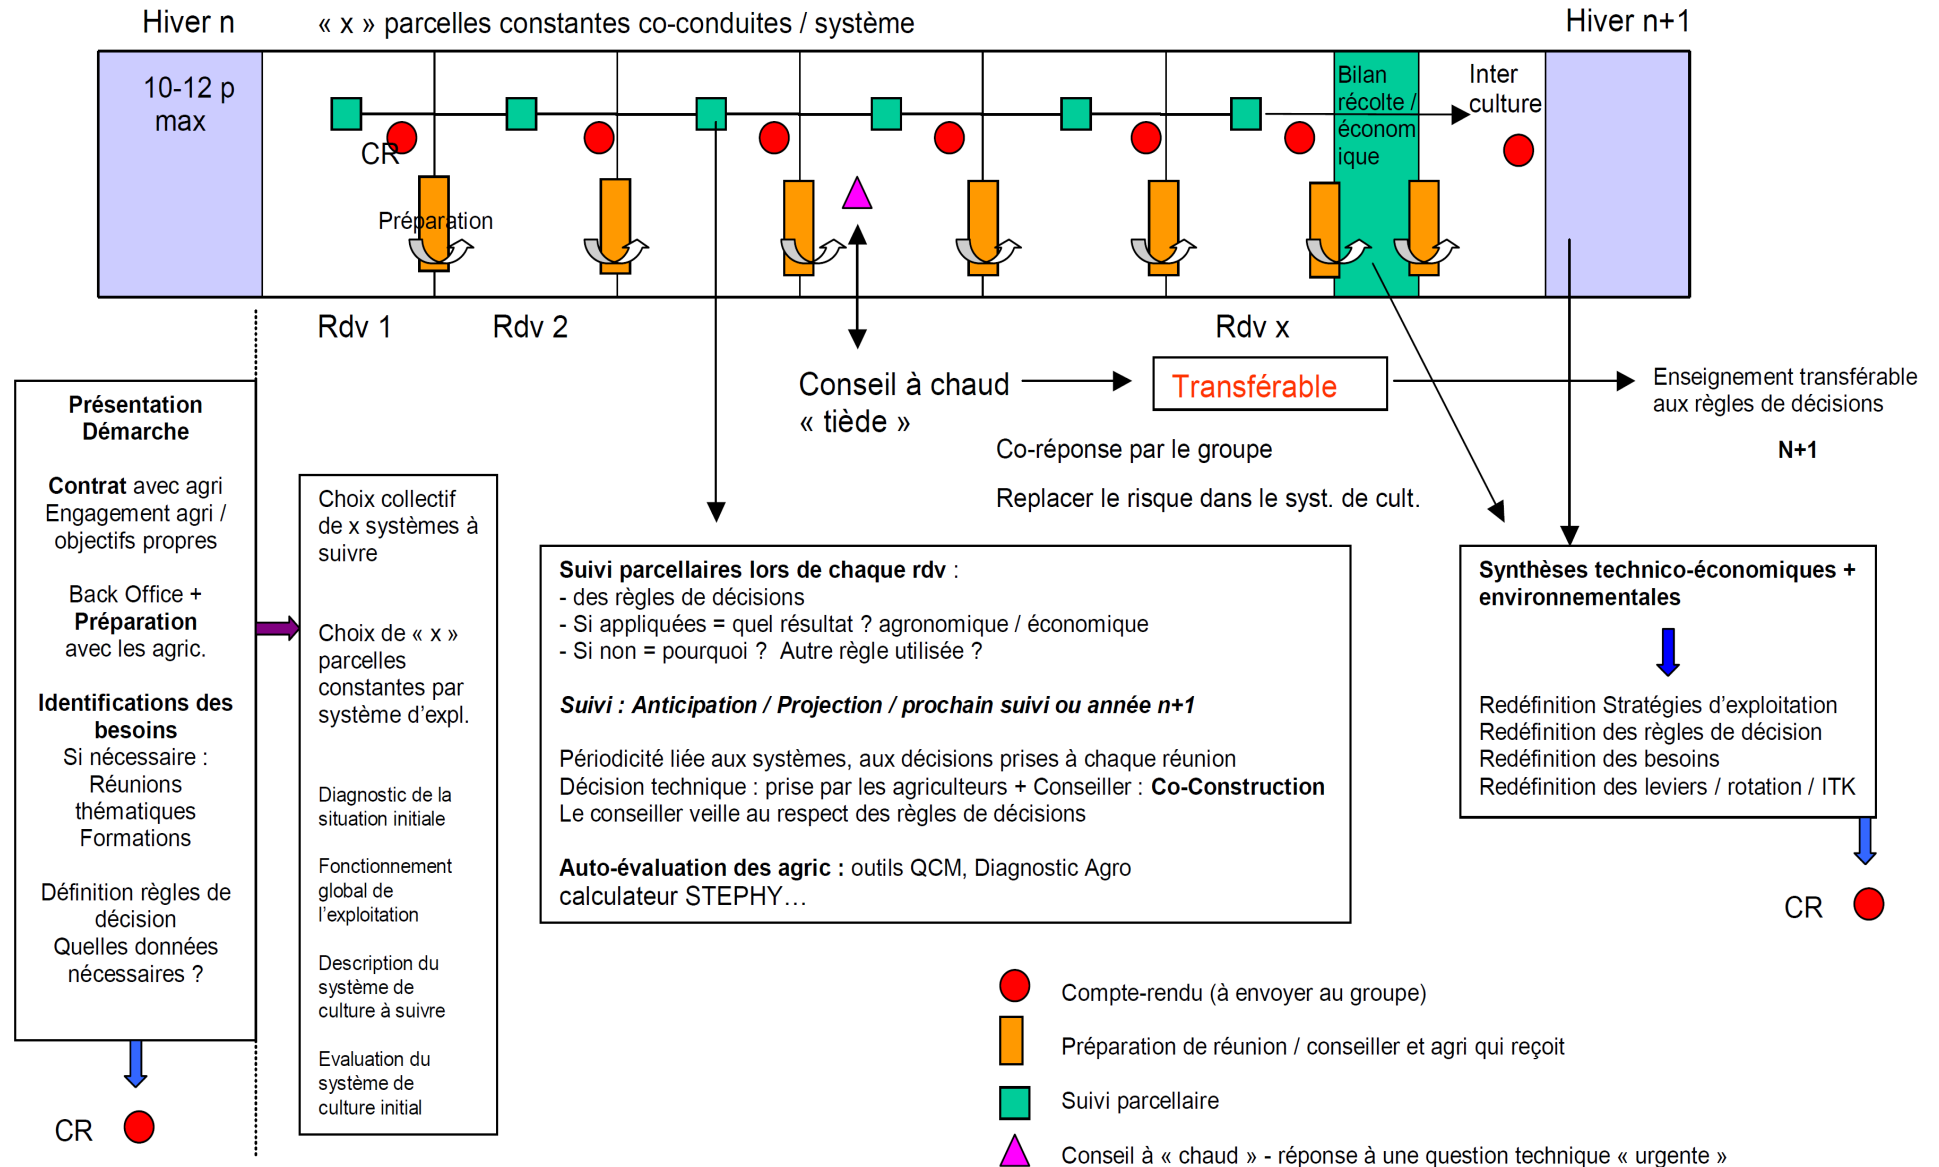 Hiver n
« x » parcelles constantes co-conduites / système
Hiver n+1
10-12 p
max
CR
Préparation
Bilan
récolte /
économ
ique
Inter
culture
Rdv 1
Rdv 2
Rdv x
Conseil à chaud
« tiède »
Transférable
Enseignement transférable
aux règles de décisions
N+1
Co-réponse par le groupe
Replacer le risque dans le syst. de cult.
Présentation
Démarche
Contrat avec agri
Engagement agri /
objectifs propres
Back Office +
Préparation
avec les agric.
Identifications des
besoins
Si nécessaire :
Réunions
thématiques
Formations
Définition règles de
décision
Quelles données
nécessaires ?
CR
Choix collectif
de x systèmes à
suivre
Choix de « x »
parcelles
constantes par
système d’expl.
Diagnostic de la
situation initiale
Fonctionnement
global de
l’exploitation
Description du
système de
culture à suivre
Evaluation du
système de
culture initial
Suivi parcellaires lors de chaque rdv :
- des règles de décisions
- Si appliquées = quel résultat ? agronomique / économique
- Si non = pourquoi ? Autre règle utilisée ?
Suivi : Anticipation / Projection / prochain suivi ou année n+1
Périodicité liée aux systèmes, aux décisions prises à chaque réunion
Décision technique : prise par les agriculteurs + Conseiller : Co-Construction
Le conseiller veille au respect des règles de décisions
Auto-évaluation des agric : outils QCM, Diagnostic Agro
calculateur STEPHY…
Synthèses technico-économiques +
environnementales
Redéfinition Stratégies d’exploitation
Redéfinition des règles de décision
Redéfinition des besoins
Redéfinition des leviers / rotation / ITK
CR
Compte-rendu (à envoyer au groupe)
Préparation de réunion / conseiller et agri qui reçoit
Suivi parcellaire
Conseil à « chaud » - réponse à une question technique « urgente »